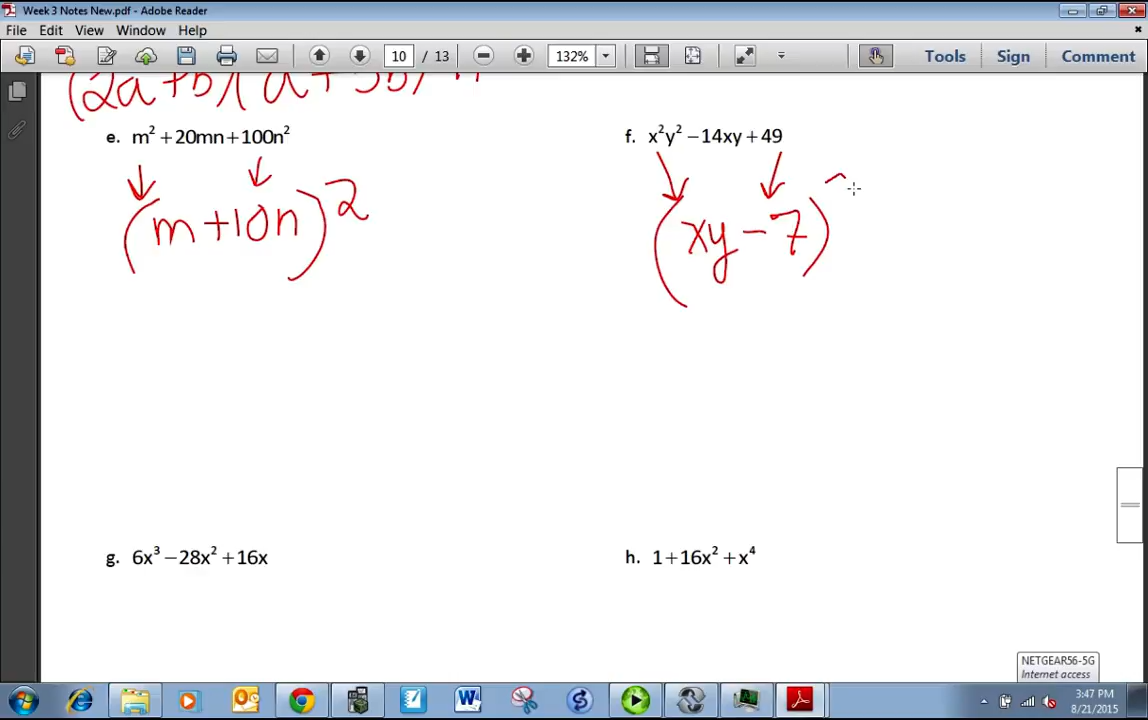 Week 3 Notes New.pdf - Adobe Reader
File Edit View Window Help
10 / 13 132% Tools Sign Comment
(2a+b)(a+3b)
e. m² + 20mn + 100n²
f. x²y² − 14xy + 49
(m+10n)²
(xy−7)
g. 6x³ − 28x² + 16x
h. 1 + 16x² + x⁴
NETGEAR56-5G
Internet access
3:47 PM
8/21/2015